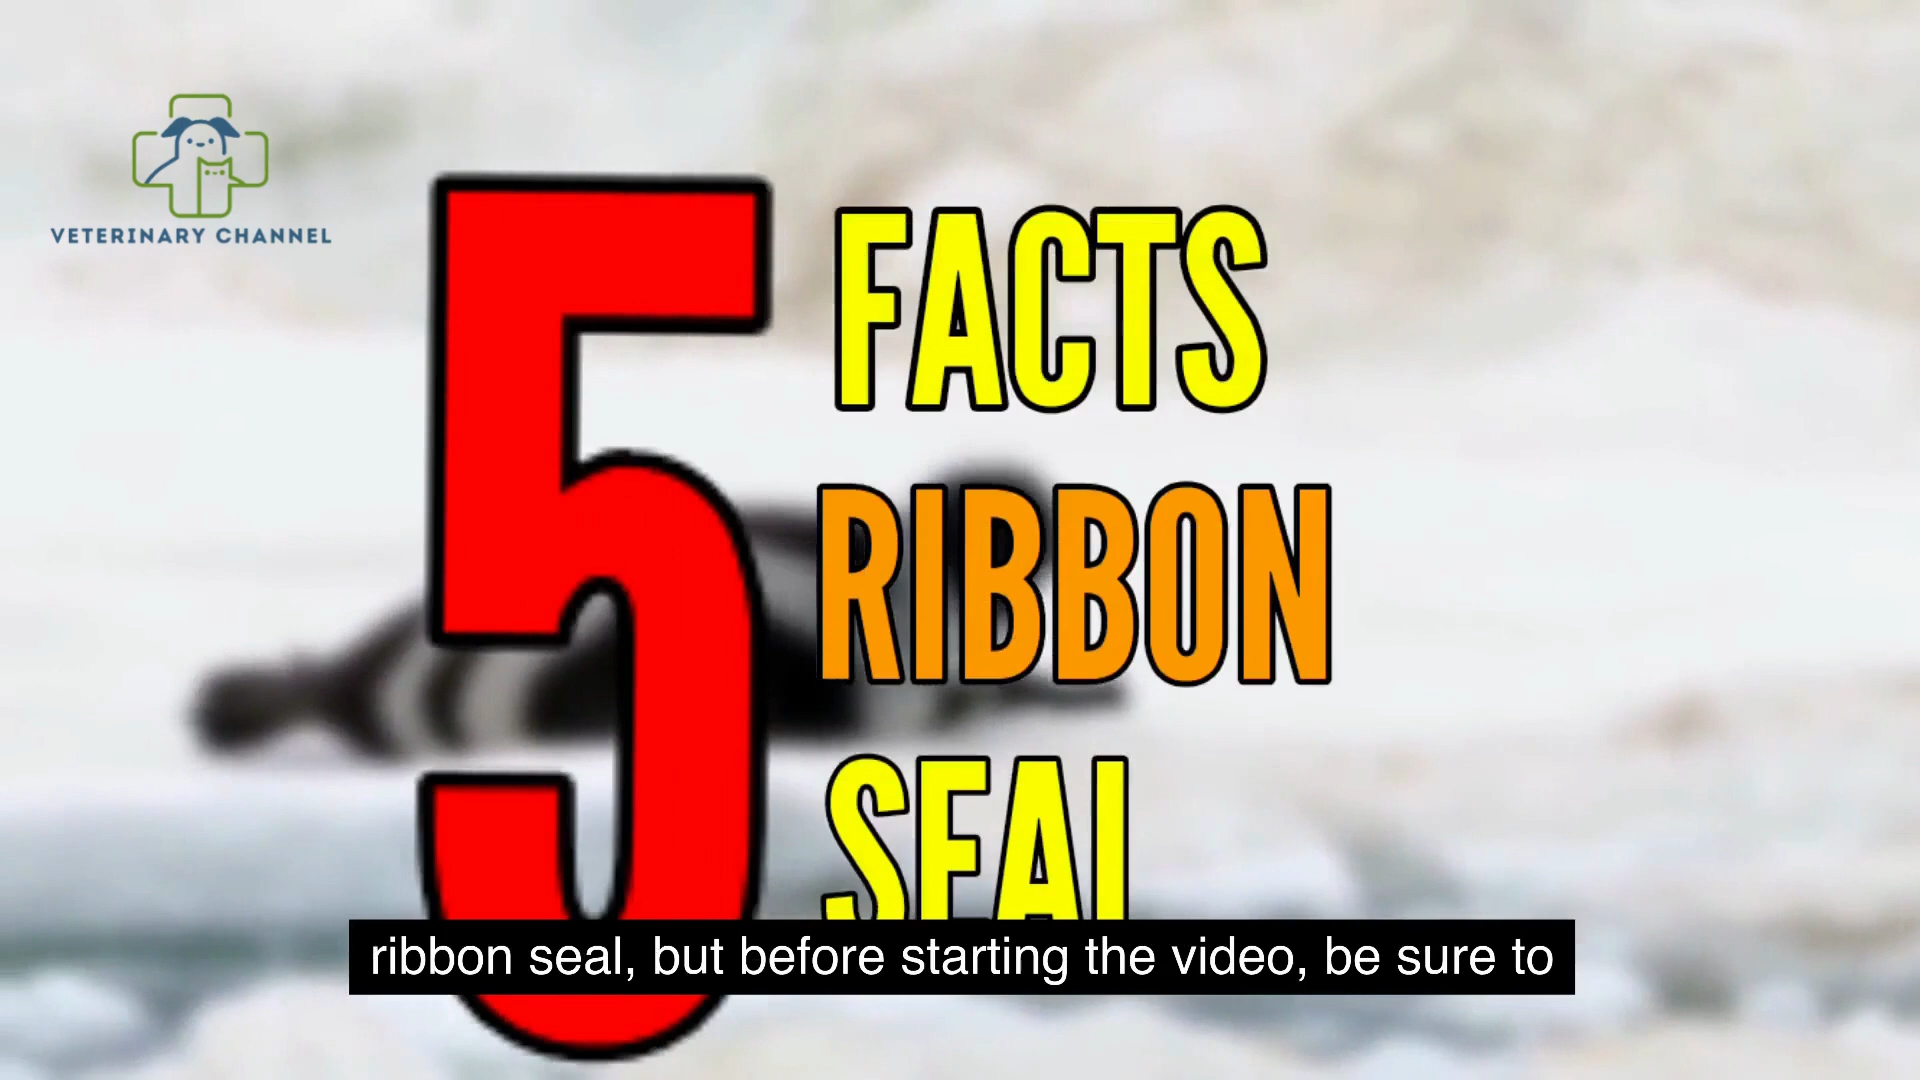 VETERINARY CHANNEL
5
FACTS
RIBBON
SEAL
ribbon seal, but before starting the video, be sure to